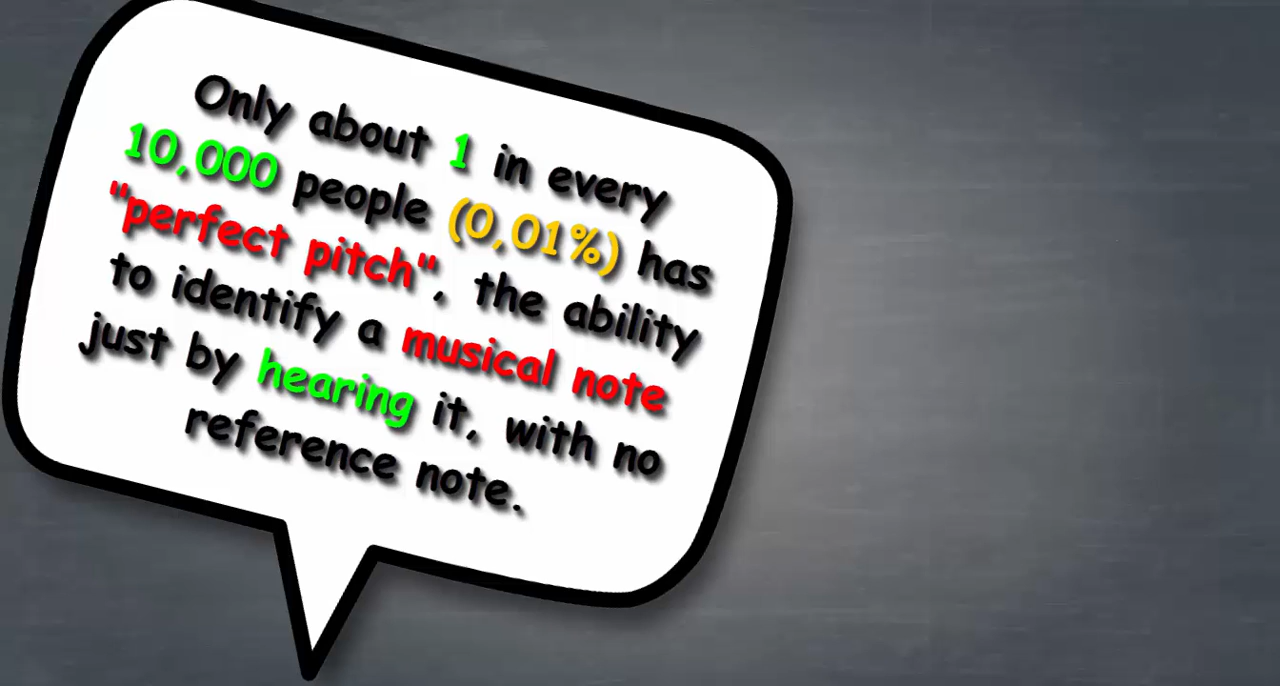 Only about 1 in every
10,000 people (0,01%) has
"perfect pitch", the ability
to identify a musical note
just by hearing it, with no
reference note.